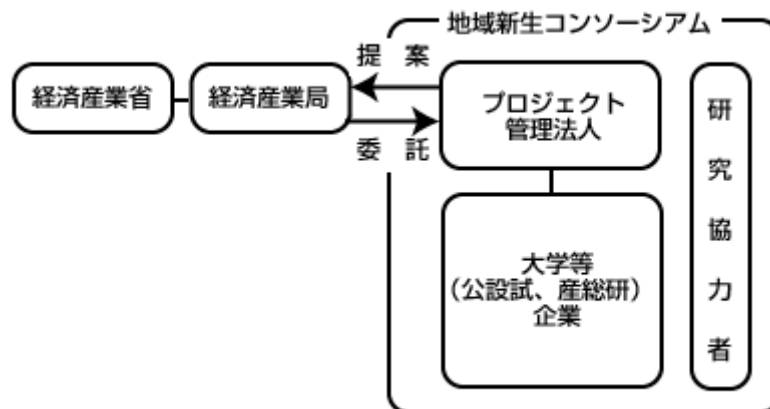 地域新生コンソーシアム
提案
経済産業省
経済産業局
プロジェクト
管理法人
委託
大学等
（公設試、産総研）
企業
研究協力者